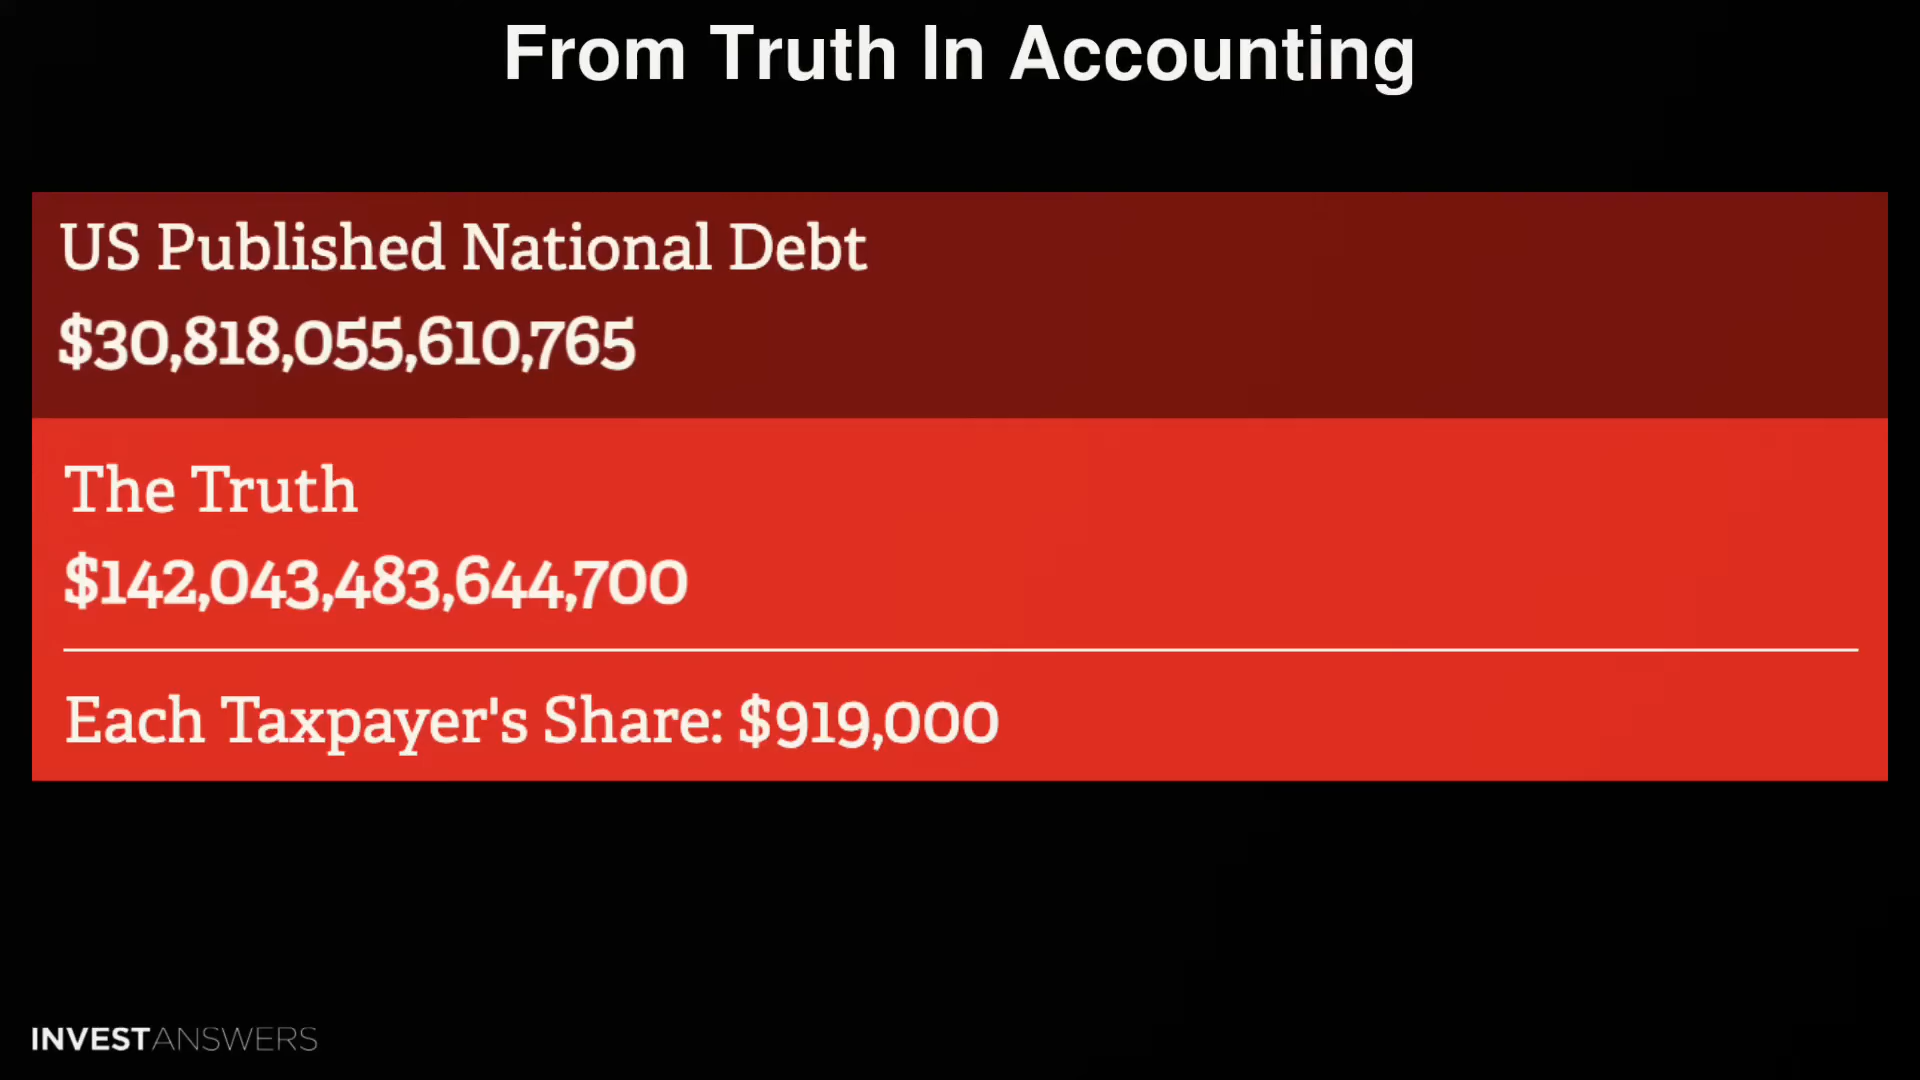 From Truth In Accounting
US Published National Debt
$30,818,055,610,765
The Truth
$142,043,483,644,700
Each Taxpayer's Share: $919,000
INVESTANSWERS